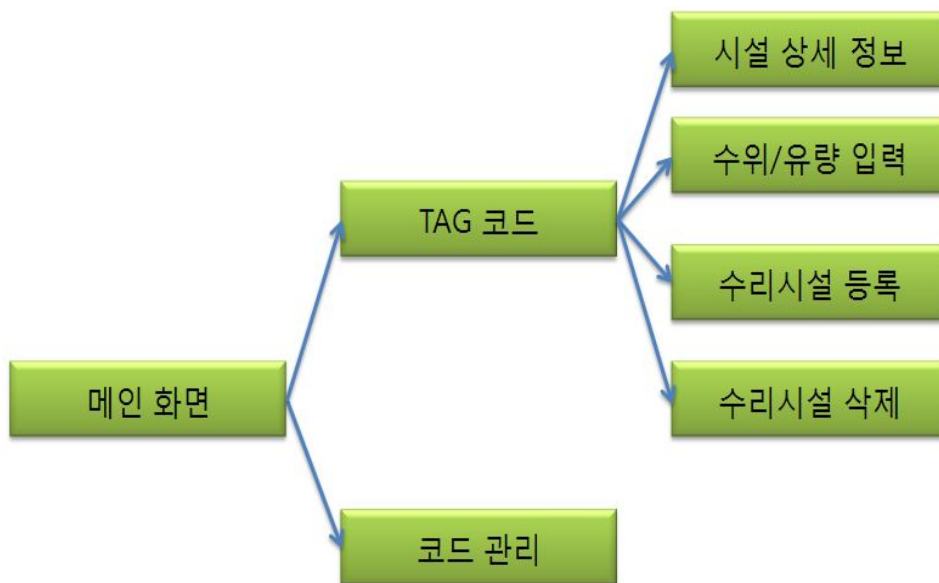 시설 상세 정보
수위/유량 입력
TAG 코드
수리시설 등록
메인 화면
수리시설 삭제
코드 관리